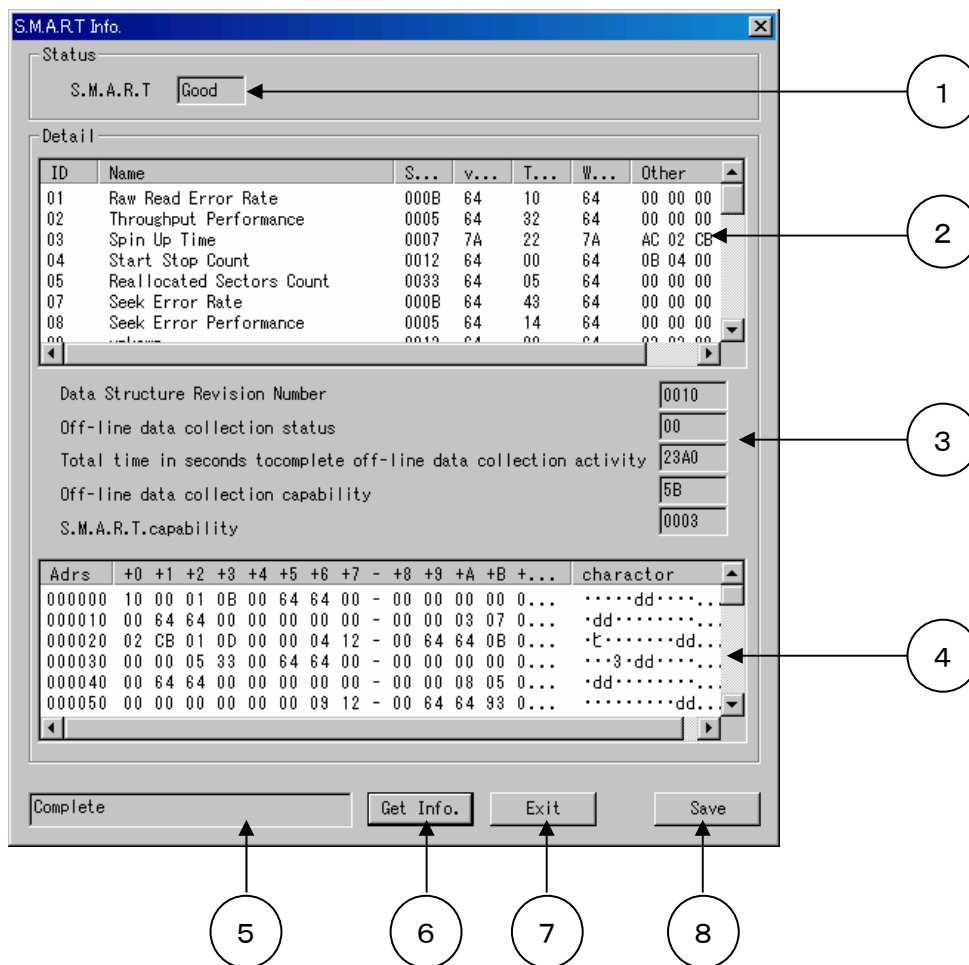 S.M.A.R.T Info.
Status
S.M.A.R.T Good
1
Detail
ID Name S... v... T... W... Other
01 Raw Read Error Rate 000B 64 10 64 00 00 00
02 Throughput Performance 0005 64 32 64 00 00 00
03 Spin Up Time 0007 7A 22 7A AC 02 CB
2
04 Start Stop Count 0012 64 00 64 0B 04 00
05 Reallocated Sectors Count 0033 64 05 64 00 00 00
07 Seek Error Rate 000B 64 43 64 00 00 00
08 Seek Error Performance 0005 64 14 64 00 00 00
Data Structure Revision Number 0010
Off-line data collection status 00
3
Total time in seconds tocomplete off-line data collection activity 23A0
Off-line data collection capability 5B
S.M.A.R.T.capability 0003
Adrs +0 +1 +2 +3 +4 +5 +6 +7 - +8 +9 +A +B +... charactor
000000 10 00 01 0B 00 64 64 00 - 00 00 00 00 0... ·····dd····...
000010 00 64 64 00 00 00 00 00 - 00 00 03 07 0... ·dd·········...
000020 02 CB 01 0D 00 00 04 12 - 00 64 64 0B 0... ·ヒ·······dd...
000030 00 00 05 33 00 64 64 00 - 00 00 00 00 0... ···3·dd·····...
4
000040 00 64 64 00 00 00 00 00 - 00 00 08 05 0... ·dd·········...
000050 00 00 00 00 00 00 09 12 - 00 64 64 93 0... ·········dd...
Complete Get Info. Exit Save
5 6 7 8